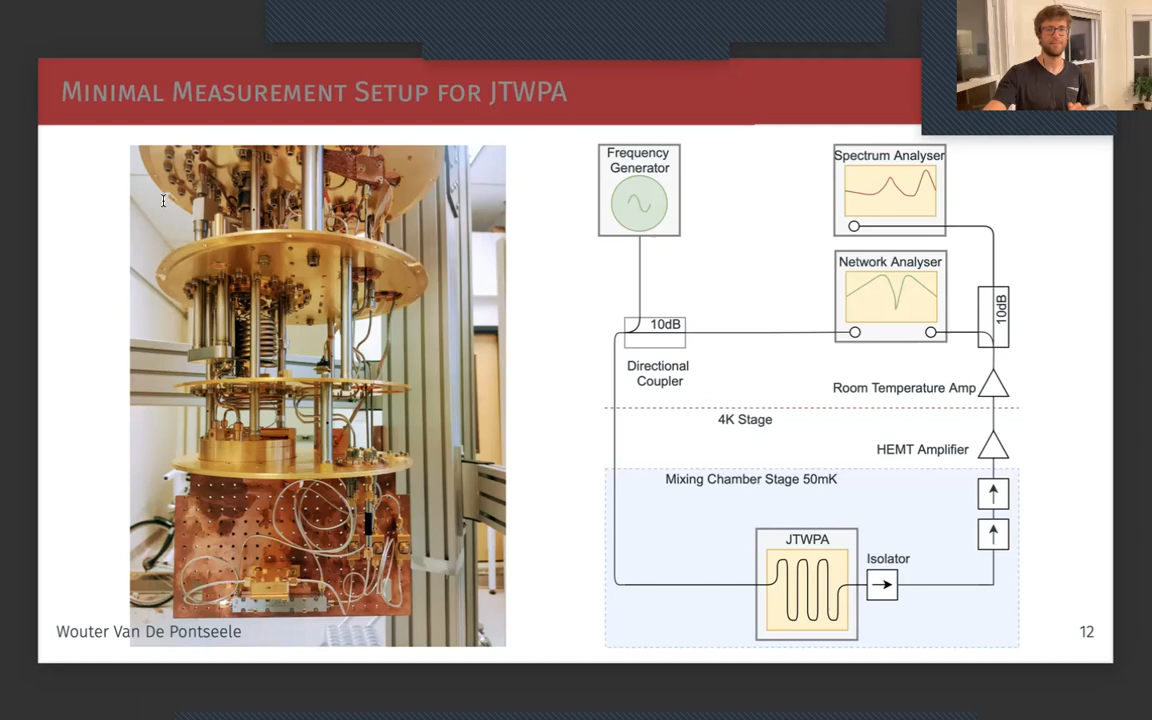 MINIMAL MEASUREMENT SETUP FOR JTWPA
Frequency
Generator
Spectrum Analyser
Network Analyser
10dB
10dB
Directional
Coupler
Room Temperature Amp
4K Stage
HEMT Amplifier
Mixing Chamber Stage 50mK
JTWPA
Isolator
Wouter Van De Pontseele
12